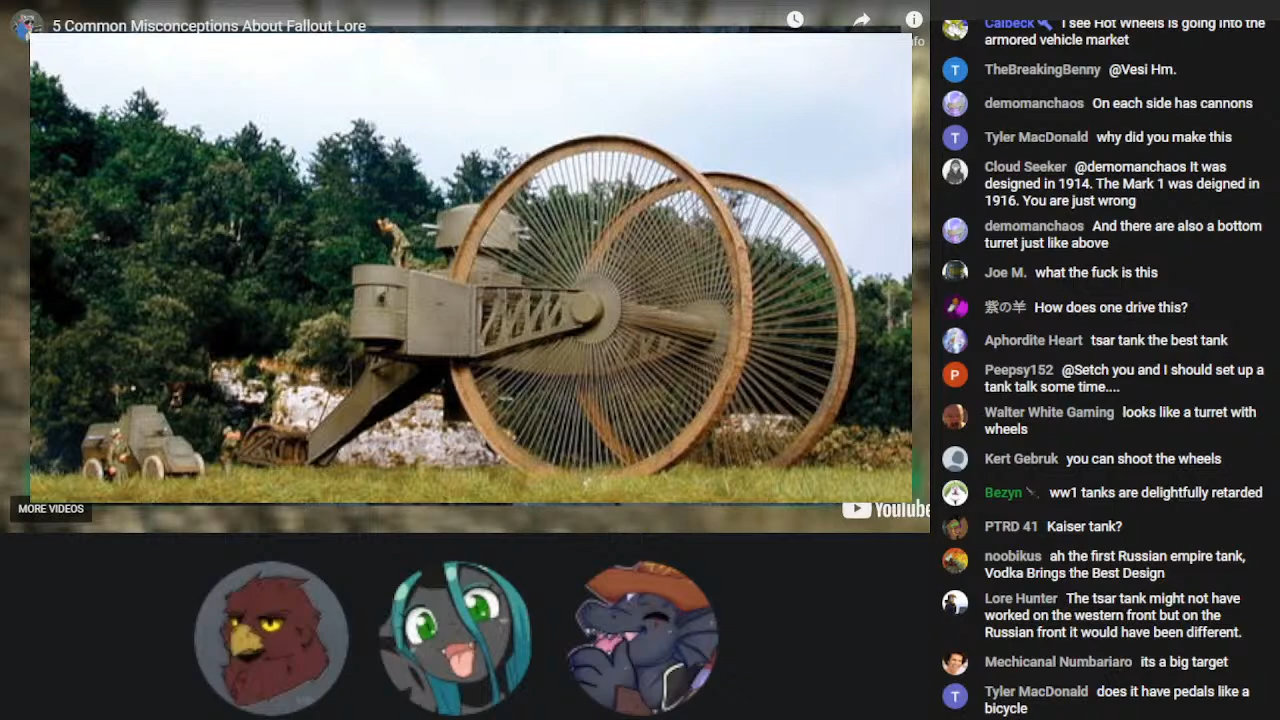 5 Common Misconceptions About Fallout Lore
Info
MORE VIDEOS
YouTube
Calbeck I see Hot Wheels is going into the
armored vehicle market
T TheBreakingBenny @Vesi Hm.
demomanchaos On each side has cannons
T Tyler MacDonald why did you make this
Cloud Seeker @demomanchaos It was
designed in 1914. The Mark 1 was deigned in
1916. You are just wrong
demomanchaos And there are also a bottom
turret just like above
Joe M. what the fuck is this
紫の羊 How does one drive this?
Aphordite Heart tsar tank the best tank
P Peepsy152 @Setch you and I should set up a
tank talk some time....
Walter White Gaming looks like a turret with
wheels
Kert Gebruk you can shoot the wheels
Bezyn ww1 tanks are delightfully retarded
PTRD 41 Kaiser tank?
noobikus ah the first Russian empire tank,
Vodka Brings the Best Design
Lore Hunter The tsar tank might not have
worked on the western front but on the
Russian front it would have been different.
Mechicanal Numbariaro its a big target
T Tyler MacDonald does it have pedals like a
bicycle